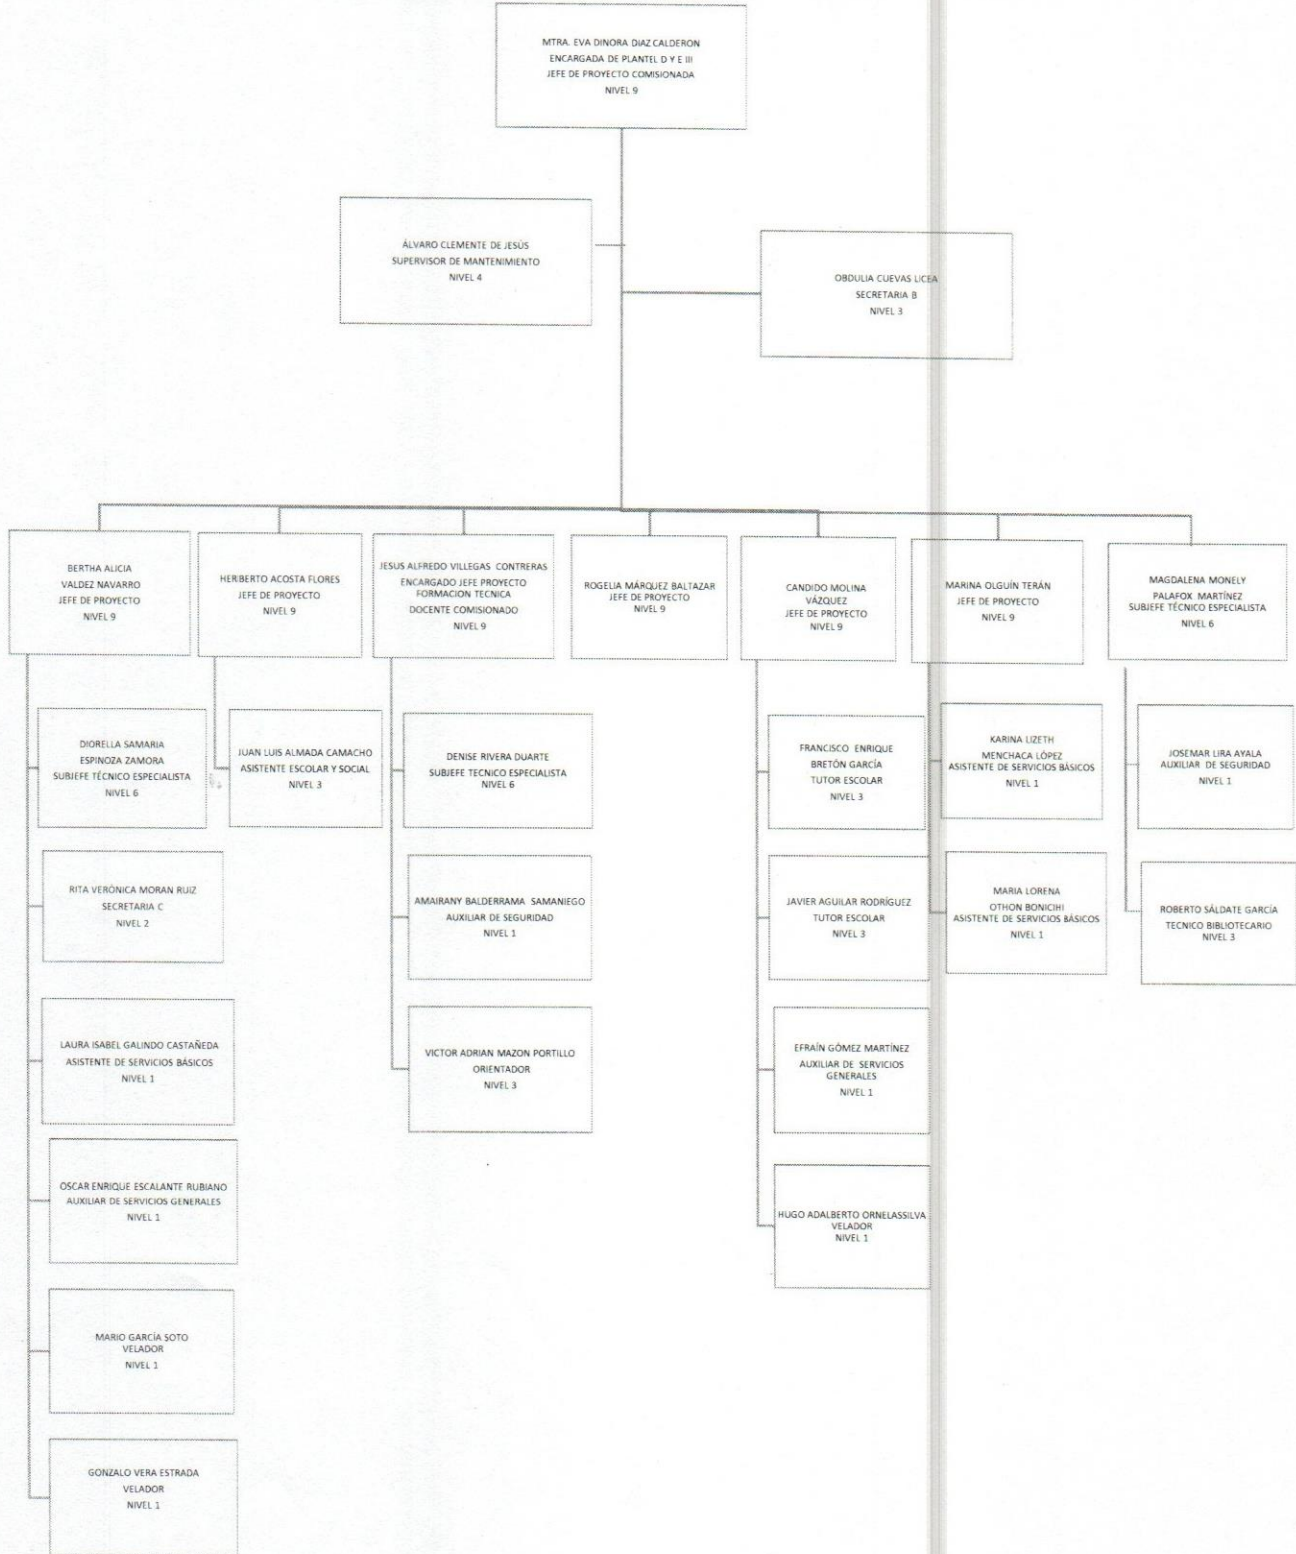 MTRA. EVA DINORA DIAZ CALDERON
ENCARGADA DE PLANTEL D Y E III
JEFE DE PROYECTO COMISIONADA
NIVEL 9
ÁLVARO CLEMENTE DE JESÚS
SUPERVISOR DE MANTENIMIENTO
NIVEL 4
OBDULIA CUEVAS LICEA
SECRETARIA B
NIVEL 3
BERTHA ALICIA
VALDEZ NAVARRO
JEFE DE PROYECTO
NIVEL 9
HERIBERTO ACOSTA FLORES
JEFE DE PROYECTO
NIVEL 9
JESUS ALFREDO VILLEGAS CONTRERAS
ENCARGADO JEFE PROYECTO
FORMACION TECNICA
DOCENTE COMISIONADO
NIVEL 9
ROGELIA MÁRQUEZ BALTAZAR
JEFE DE PROYECTO
NIVEL 9
CANDIDO MOLINA
VÁZQUEZ
JEFE DE PROYECTO
NIVEL 9
MARINA OLGUÍN TERÁN
JEFE DE PROYECTO
NIVEL 9
MAGDALENA MONELY
PALAFOX MARTÍNEZ
SUBJEFE TÉCNICO ESPECIALISTA
NIVEL 6
DIORELLA SAMARIA
ESPINOZA ZAMORA
SUBJEFE TÉCNICO ESPECIALISTA
NIVEL 6
JUAN LUIS ALMADA CAMACHO
ASISTENTE ESCOLAR Y SOCIAL
NIVEL 3
DENISE RIVERA DUARTE
SUBJEFE TECNICO ESPECIALISTA
NIVEL 6
FRANCISCO ENRIQUE
BRETÓN GARCÍA
TUTOR ESCOLAR
NIVEL 3
KARINA LIZETH
MENCHACA LÓPEZ
ASISTENTE DE SERVICIOS BÁSICOS
NIVEL 1
JOSEMAR LIRA AYALA
AUXILIAR DE SEGURIDAD
NIVEL 1
RITA VERÓNICA MORAN RUIZ
SECRETARIA C
NIVEL 2
AMAIRANY BALDERRAMA SAMANIEGO
AUXILIAR DE SEGURIDAD
NIVEL 1
JAVIER AGUILAR RODRÍGUEZ
TUTOR ESCOLAR
NIVEL 3
MARIA LORENA
OTHON BONICIHI
ASISTENTE DE SERVICIOS BÁSICOS
NIVEL 1
ROBERTO SÁLDATE GARCÍA
TECNICO BIBLIOTECARIO
NIVEL 3
LAURA ISABEL GALINDO CASTAÑEDA
ASISTENTE DE SERVICIOS BÁSICOS
NIVEL 1
VICTOR ADRIAN MAZON PORTILLO
ORIENTADOR
NIVEL 3
EFRAÍN GÓMEZ MARTÍNEZ
AUXILIAR DE SERVICIOS
GENERALES
NIVEL 1
OSCAR ENRIQUE ESCALANTE RUBIANO
AUXILIAR DE SERVICIOS GENERALES
NIVEL 1
HUGO ADALBERTO ORNELASSILVA
VELADOR
NIVEL 1
MARIO GARCÍA SOTO
VELADOR
NIVEL 1
GONZALO VERA ESTRADA
VELADOR
NIVEL 1